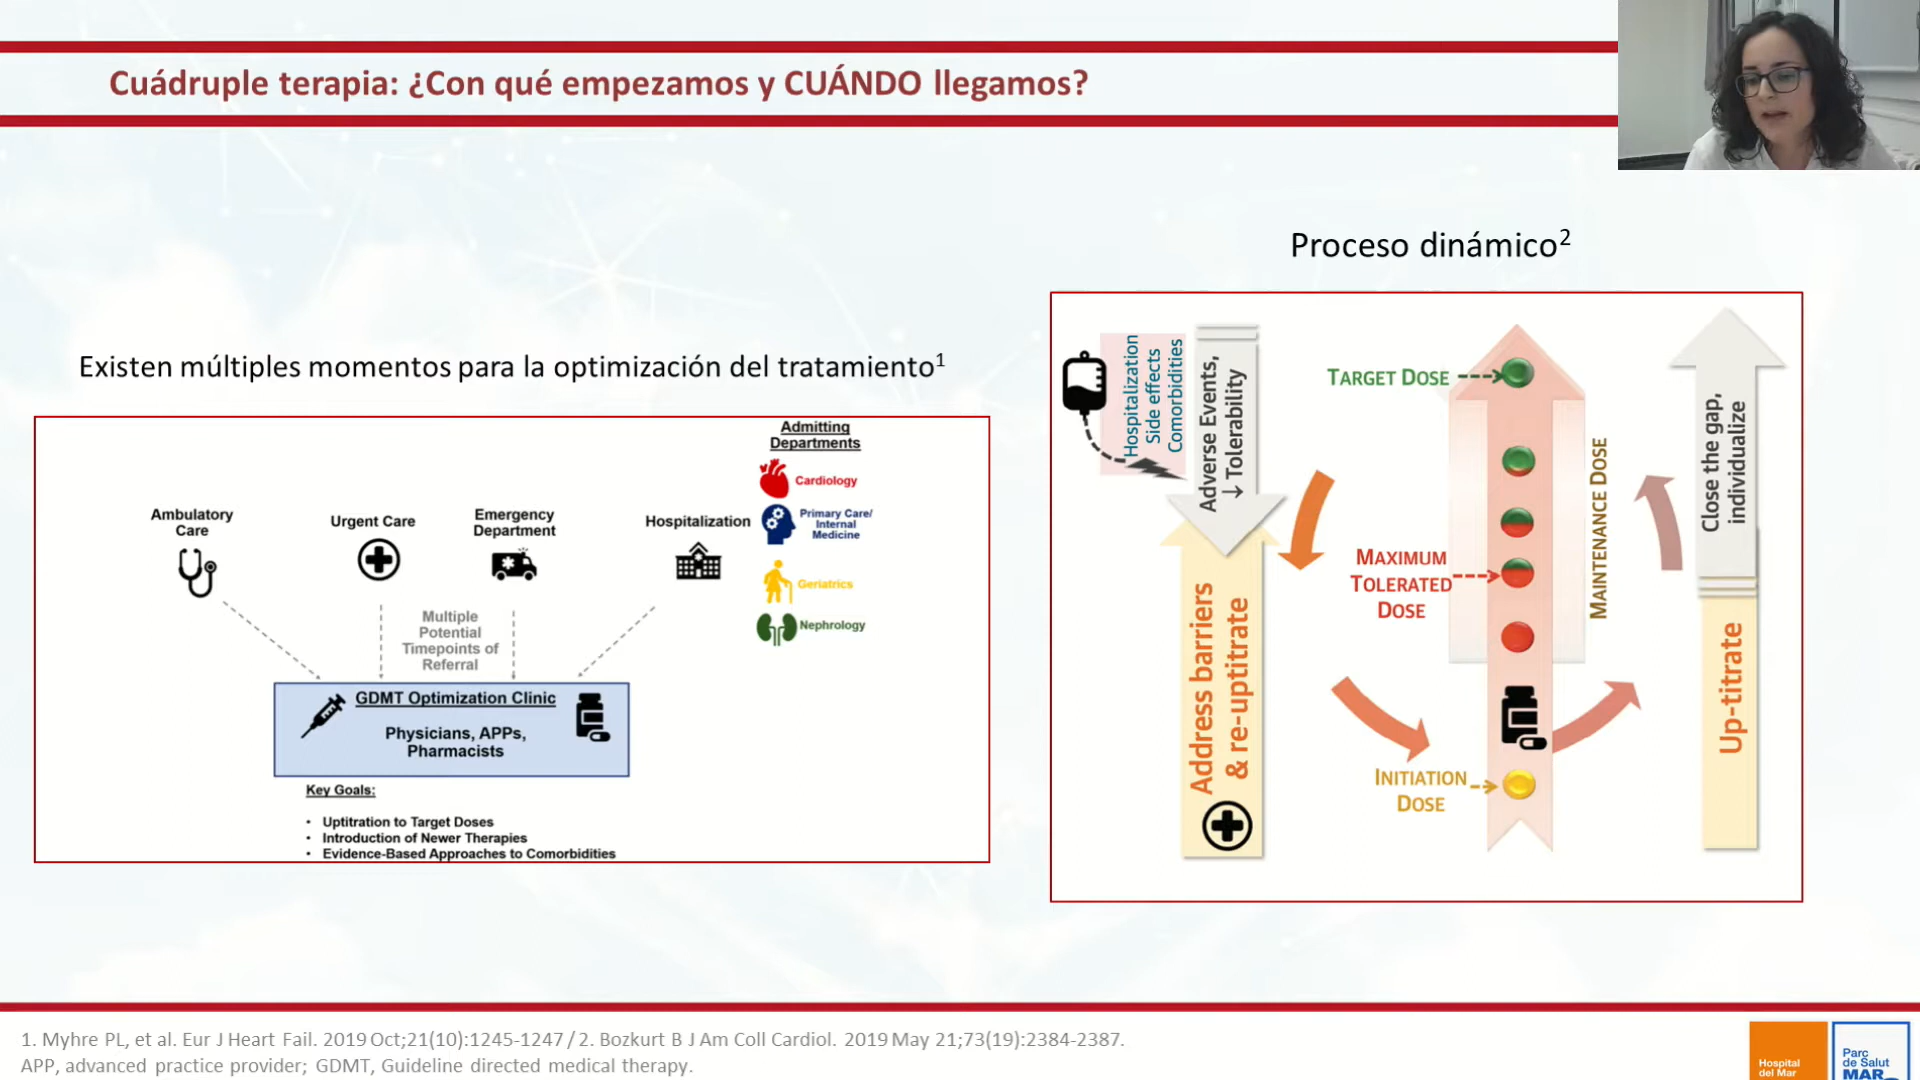 Cuádruple terapia: ¿Con qué empezamos y CUÁNDO llegamos?
Existen múltiples momentos para la optimización del tratamiento1
Admitting
Departments
Cardiology
Primary Care/
Internal
Medicine
Geriatrics
Nephrology
Ambulatory
Care
Urgent Care
Emergency
Department
Hospitalization
Multiple
Potential
Timepoints of
Referral
GDMT Optimization Clinic
Physicians, APPs,
Pharmacists
Key Goals:
• Uptitration to Target Doses
• Introduction of Newer Therapies
• Evidence-Based Approaches to Comorbidities
Proceso dinámico2
Hospitalization
Side effects
Comorbidities
Adverse Events,
↓ Tolerability
Address barriers
& re-uptitrate
TARGET DOSE
MAXIMUM
TOLERATED
DOSE
INITIATION
DOSE
MAINTENANCE DOSE
Close the gap,
individualize
Up-titrate
1. Myhre PL, et al. Eur J Heart Fail. 2019 Oct;21(10):1245-1247 / 2. Bozkurt B J Am Coll Cardiol. 2019 May 21;73(19):2384-2387.
APP, advanced practice provider; GDMT, Guideline directed medical therapy.
Hospital
del Mar
Parc
de Salut
MAR